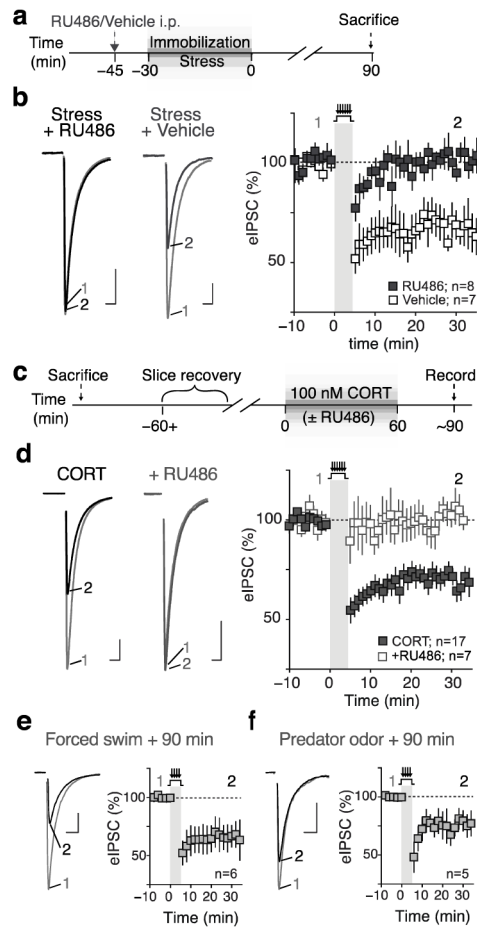 a
RU486/Vehicle i.p.
Sacrifice
Time
(min)
Immobilization
Stress
−45
−30
0
90
b
Stress
+ RU486
Stress
+ Vehicle
1
2
2
1
1
2
eIPSC (%)
100
50
RU486; n=8
Vehicle; n=7
−10
0
10
20
30
time (min)
c
Sacrifice
Slice recovery
Record
Time
(min)
100 nM CORT
(± RU486)
−60+
0
60
~90
d
CORT
+ RU486
2
1
1
2
1
2
eIPSC (%)
100
50
CORT; n=17
+RU486; n=7
−10
0
10
20
30
Time (min)
e
Forced swim + 90 min
2
1
1
2
eIPSC (%)
100
50
n=6
−10
0
10
20
30
Time (min)
f
Predator odor + 90 min
2
1
1
2
eIPSC (%)
100
50
n=5
−10
0
10
20
30
Time (min)